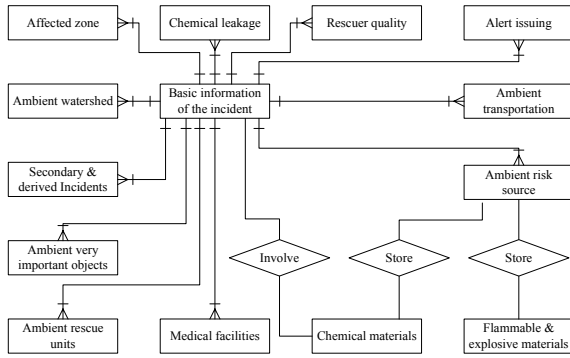 Affected zone
Chemical leakage
Rescuer quality
Alert issuing
Ambient watershed
Basic information
of the incident
Ambient
transportation
Secondary &
derived Incidents
Ambient risk
source
Ambient very
important objects
Involve
Store
Store
Ambient rescue
units
Medical facilities
Chemical materials
Flammable &
explosive materials